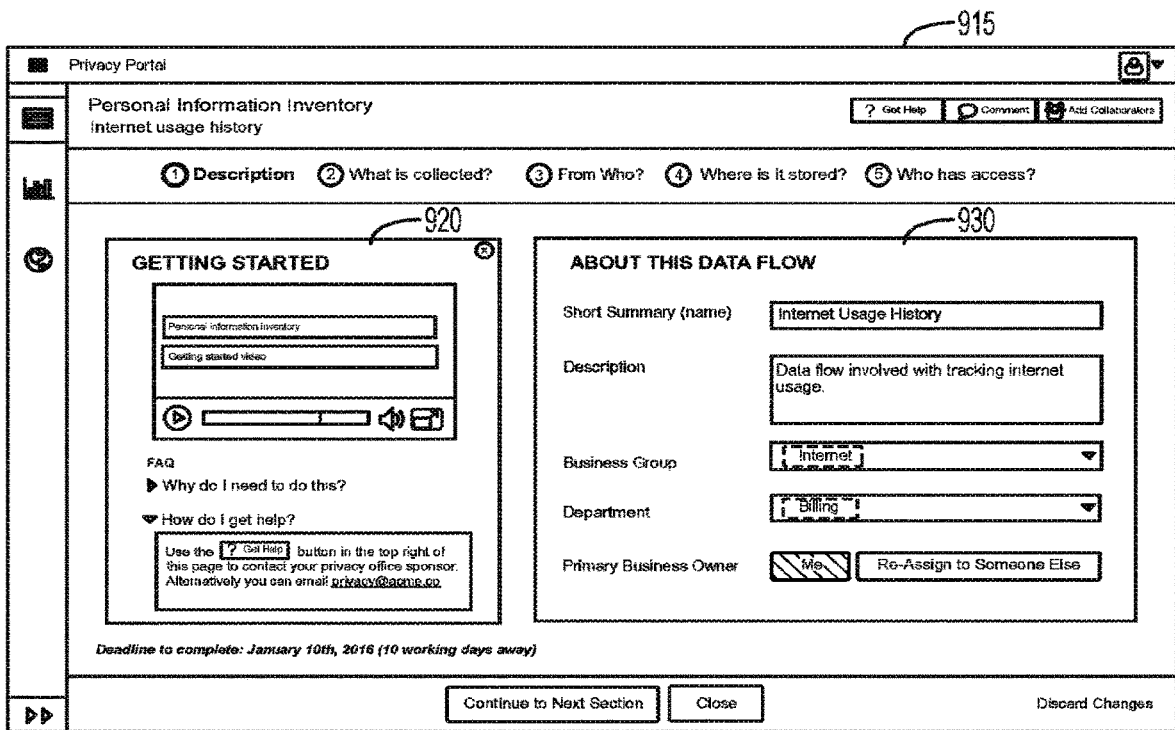 915
Privacy Portal
Personal Information Inventory
Internet usage history
? Get Help Comment Add Collaborators
1 Description 2 What is collected? 3 From Who? 4 Where is it stored? 5 Who has access?
920
930
GETTING STARTED
Personal information inventory
Getting started video
FAQ
Why do I need to do this?
How do I get help?
Use the ? Get Help button in the top right of
this page to contact your privacy office sponsor.
Alternatively you can email privacy@acme.co
ABOUT THIS DATA FLOW
Short Summary (name) Internet Usage History
Description Data flow involved with tracking internet
usage.
Business Group Internet
Department Billing
Primary Business Owner Me Re-Assign to Someone Else
Deadline to complete: January 10th, 2016 (10 working days away)
Continue to Next Section Close Discard Changes